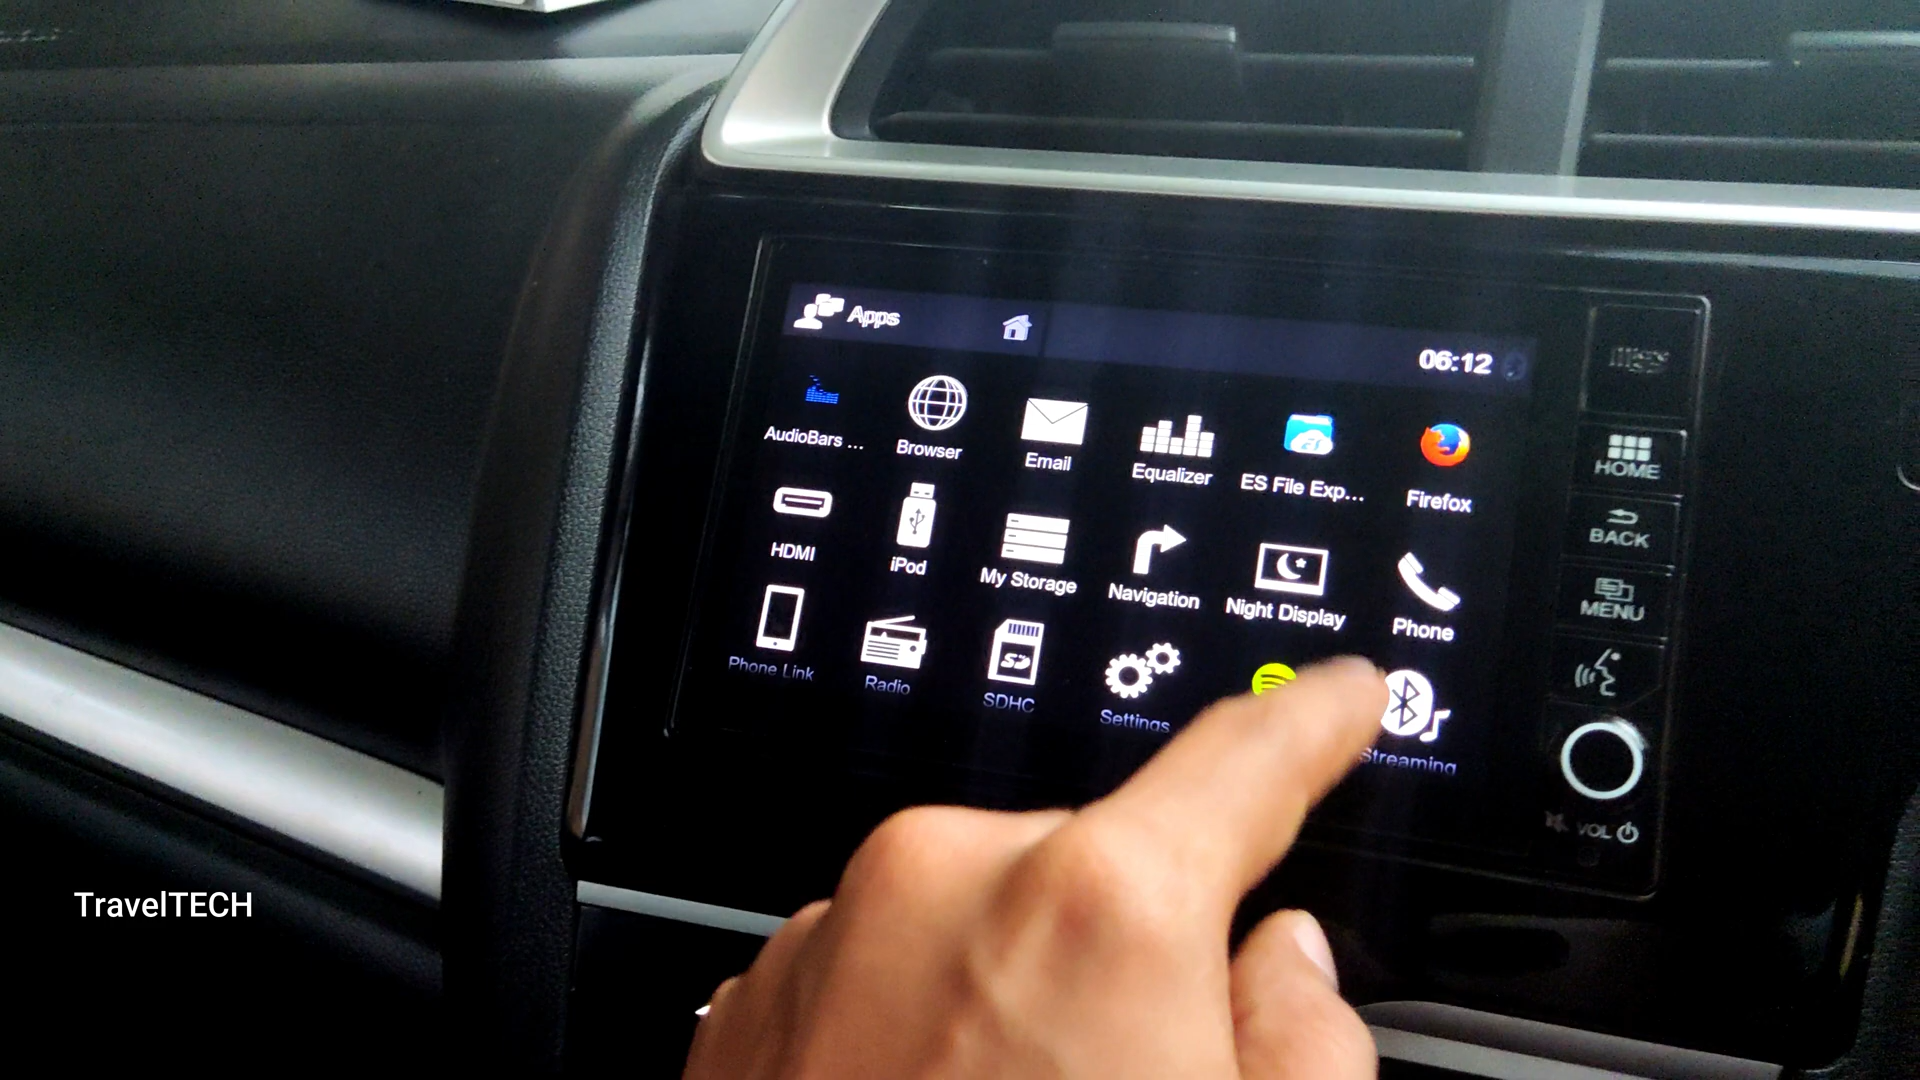 Apps
06:12
AudioBars ...
Browser
Email
Equalizer
ES File Exp...
Firefox
HDMI
iPod
My Storage
Navigation
Night Display
Phone
Phone Link
Radio
SDHC
Settings
Streaming
HOME
BACK
MENU
VOL
TravelTECH